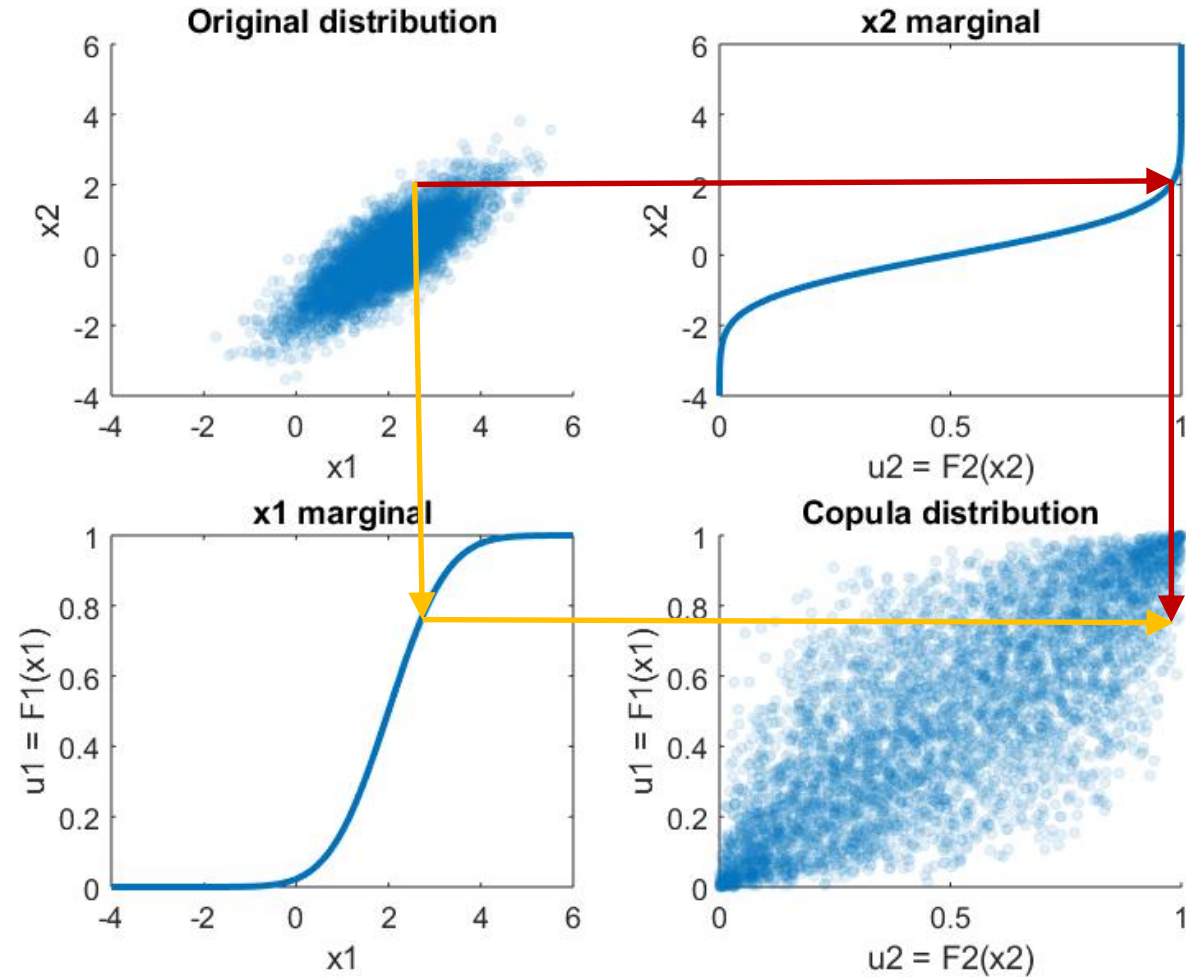 Original distribution
6
4
2
0
-2
-4
x2
-4 -2 0 2 4 6
x1
x2 marginal
6
4
2
0
-2
-4
x2
0 0.5 1
u2 = F2(x2)
x1 marginal
1
0.8
0.6
0.4
0.2
0
u1 = F1(x1)
-4 -2 0 2 4 6
x1
Copula distribution
1
0.8
0.6
0.4
0.2
0
u1 = F1(x1)
0 0.5 1
u2 = F2(x2)